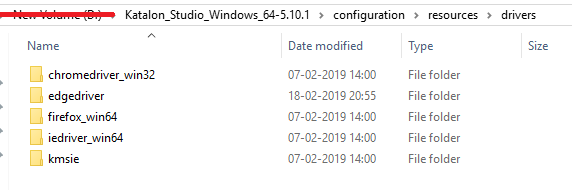 New Volume (D:) › Katalon_Studio_Windows_64-5.10.1 › configuration › resources › drivers
Name Date modified Type Size
chromedriver_win32 07-02-2019 14:00 File folder
edgedriver 18-02-2019 20:55 File folder
firefox_win64 07-02-2019 14:00 File folder
iedriver_win64 07-02-2019 14:00 File folder
kmsie 07-02-2019 14:00 File folder